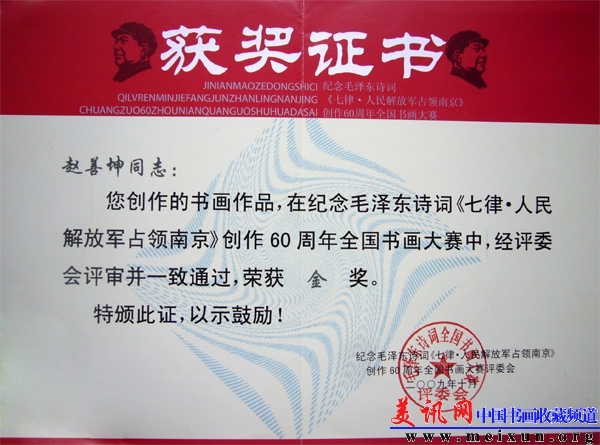 获奖证书
JINIANMAOZEDONGSHICI 纪念毛泽东诗词
QILVRENMINJIEFANGJUNZHANLINGNANJING 《七律·人民解放军占领南京》
CHUANGZUO60ZHOUNIANQUANGUOSHUHUADASAI 创作60周年全国书画大赛
赵善坤同志：
您创作的书画作品，在纪念毛泽东诗词《七律·人民
解放军占领南京》创作60周年全国书画大赛中，经评委
会评审并一致通过，荣获 金 奖。
特颁此证，以示鼓励！
纪念毛泽东诗词《七律·人民解放军占领南京》
创作60周年全国书画大赛评委会
二〇〇九年十月
评委会
美讯网 中国书画收藏频道
www.meixun.org